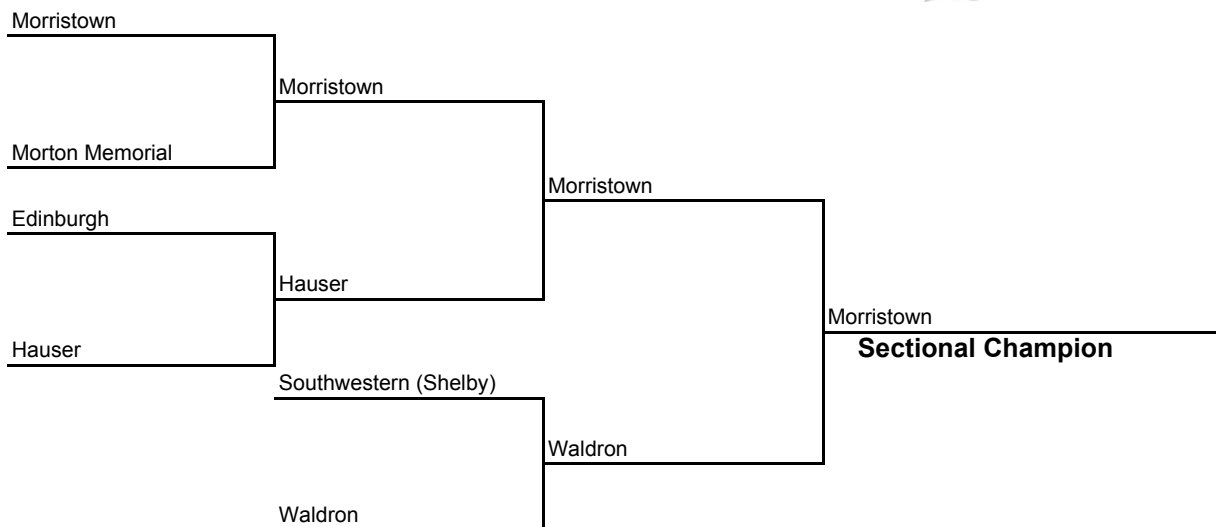 Morristown
Morristown
Morton Memorial
Morristown
Edinburgh
Hauser
Morristown
Sectional Champion
Hauser
Southwestern (Shelby)
Waldron
Waldron